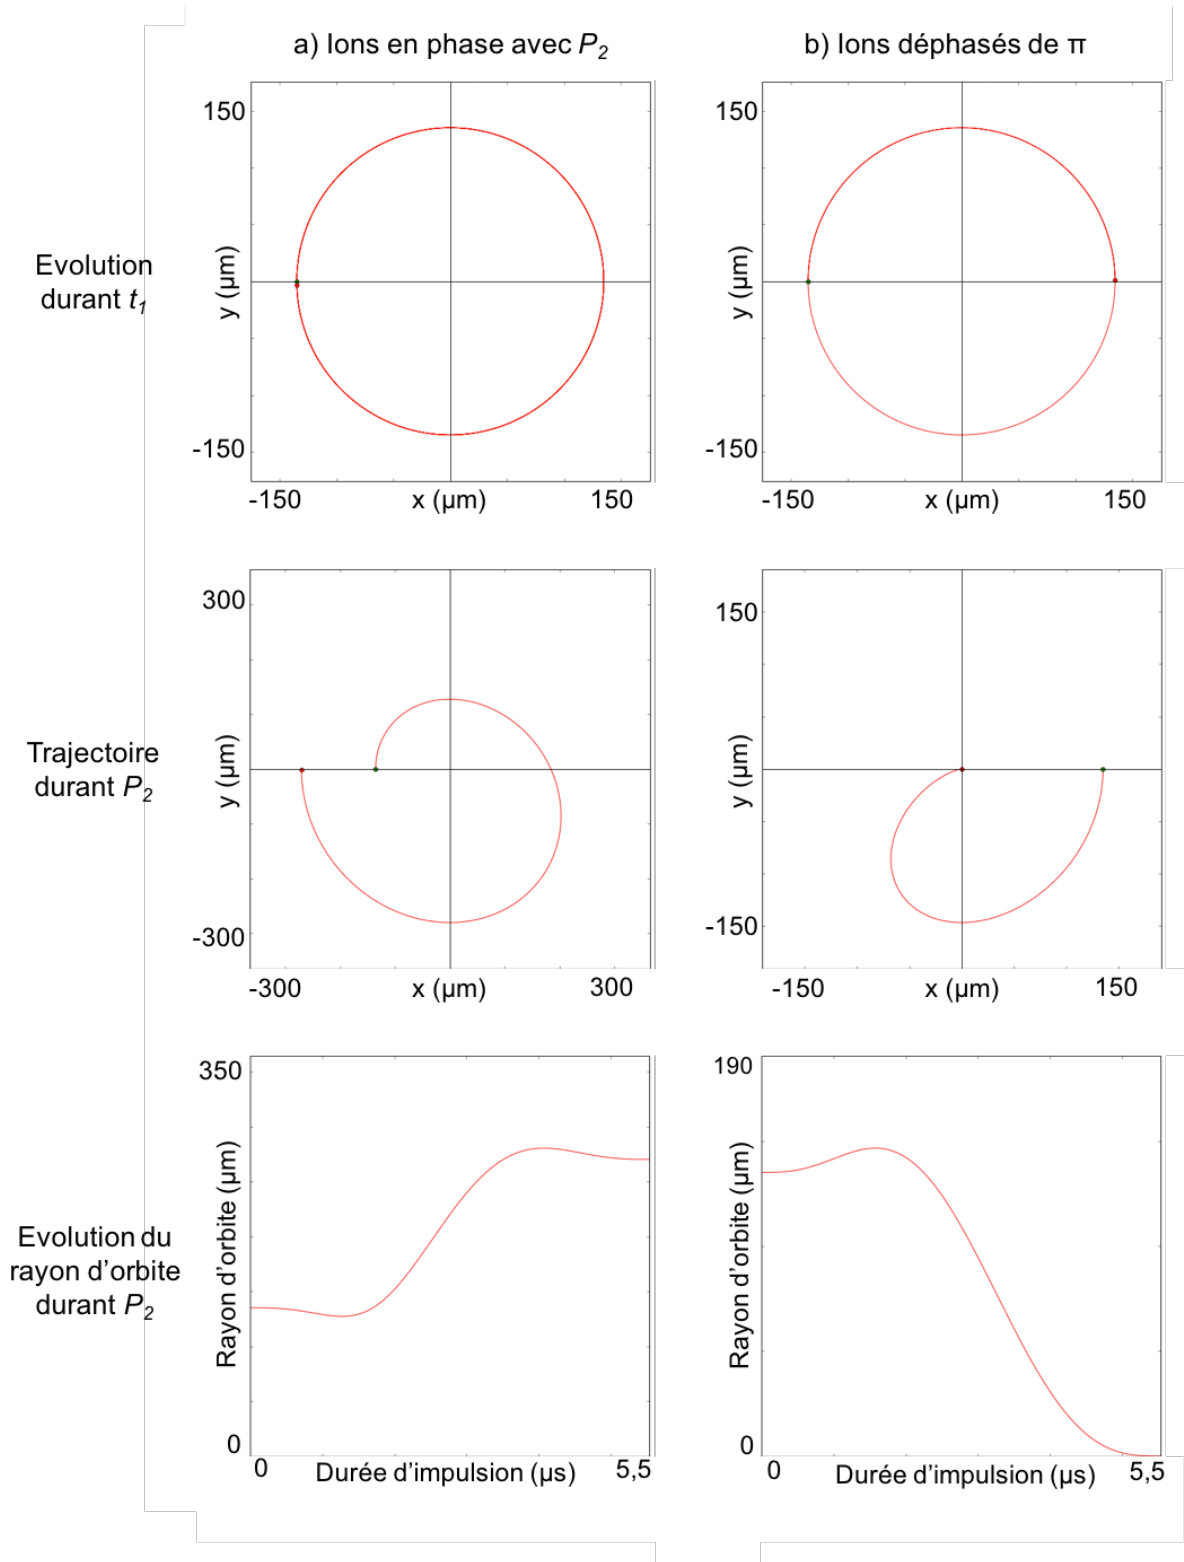 a) Ions en phase avec P2
b) Ions déphasés de π
Evolution
durant t1
150
y (µm)
-150
-150
x (µm)
150
150
y (µm)
-150
-150
x (µm)
150
Trajectoire
durant P2
300
y (µm)
-300
-300
x (µm)
300
150
y (µm)
-150
-150
x (µm)
150
Evolution du
rayon d'orbite
durant P2
350
Rayon d'orbite (µm)
0
0
Durée d'impulsion (µs)
5,5
190
Rayon d'orbite (µm)
0
0
Durée d'impulsion (µs)
5,5